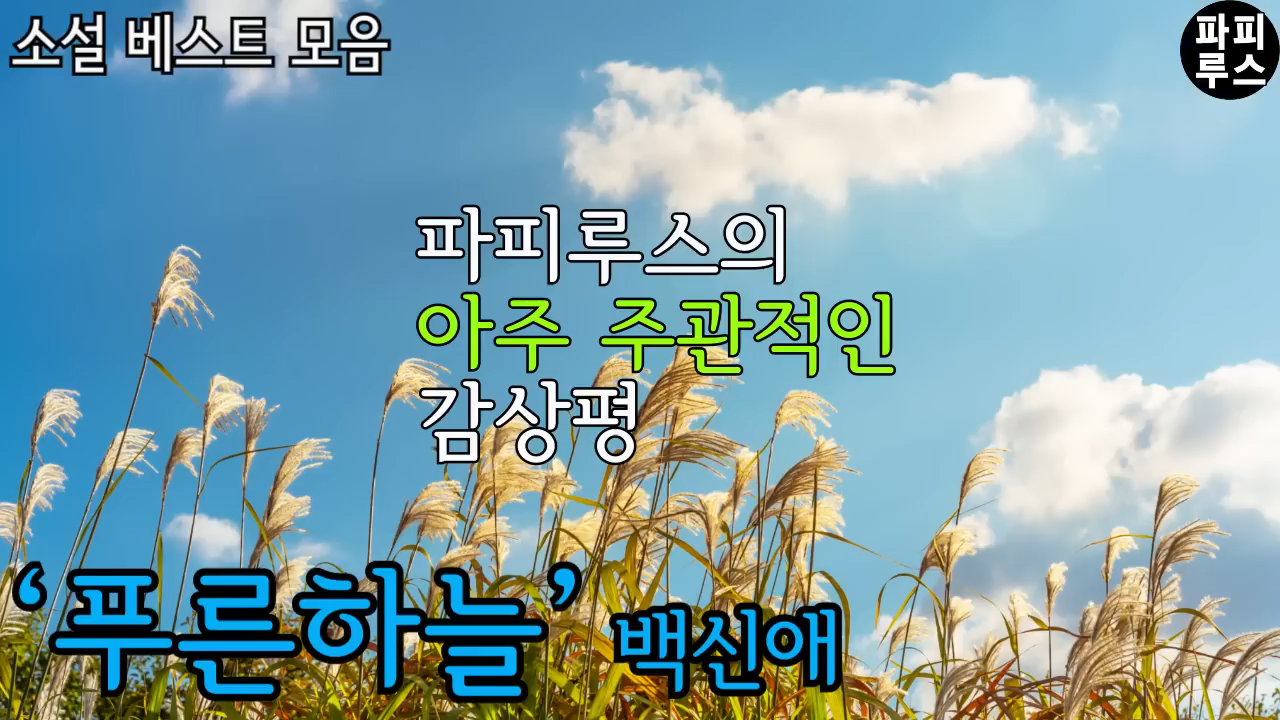 소설 베스트 모음
파피
루스
파피루스의
아주 주관적인
감상평
‘푸른하늘’ 백신애